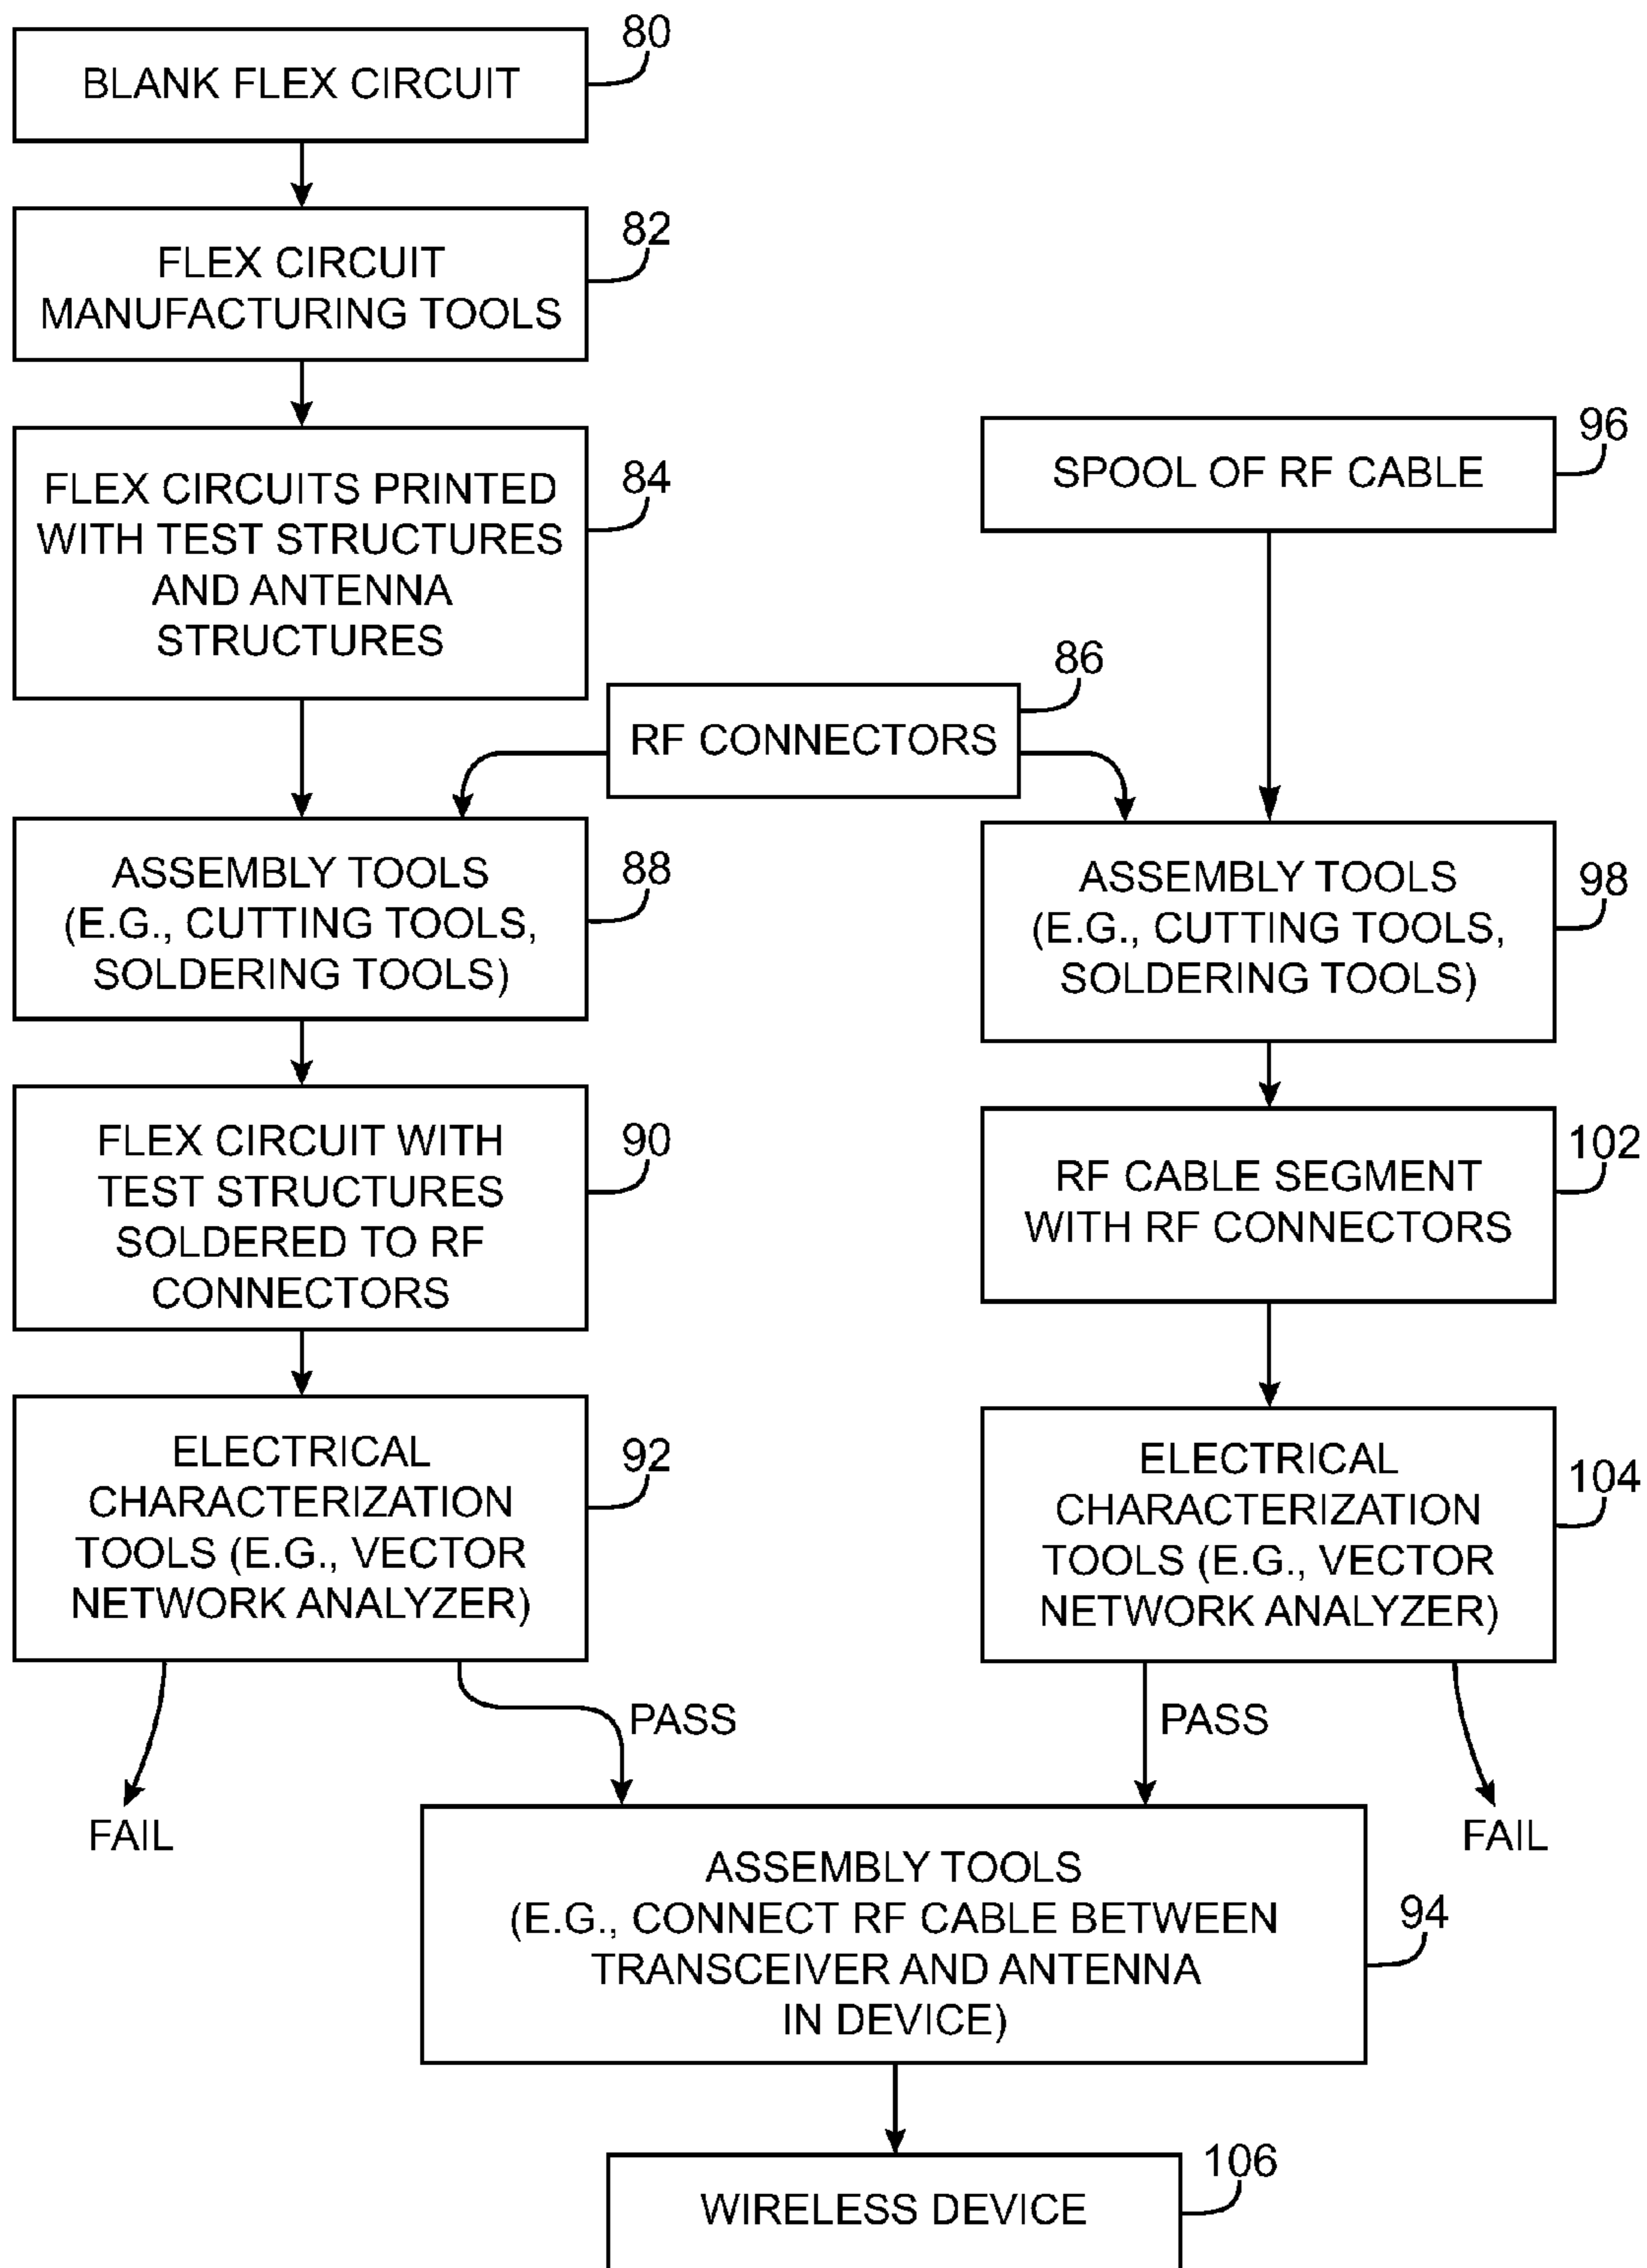 80
BLANK FLEX CIRCUIT
82
FLEX CIRCUIT
MANUFACTURING TOOLS
84
FLEX CIRCUITS PRINTED
WITH TEST STRUCTURES
AND ANTENNA
STRUCTURES
96
SPOOL OF RF CABLE
86
RF CONNECTORS
88
ASSEMBLY TOOLS
(E.G., CUTTING TOOLS,
SOLDERING TOOLS)
98
ASSEMBLY TOOLS
(E.G., CUTTING TOOLS,
SOLDERING TOOLS)
90
FLEX CIRCUIT WITH
TEST STRUCTURES
SOLDERED TO RF
CONNECTORS
102
RF CABLE SEGMENT
WITH RF CONNECTORS
92
ELECTRICAL
CHARACTERIZATION
TOOLS (E.G., VECTOR
NETWORK ANALYZER)
104
ELECTRICAL
CHARACTERIZATION
TOOLS (E.G., VECTOR
NETWORK ANALYZER)
PASS
PASS
FAIL
FAIL
94
ASSEMBLY TOOLS
(E.G., CONNECT RF CABLE BETWEEN
TRANSCEIVER AND ANTENNA
IN DEVICE)
106
WIRELESS DEVICE